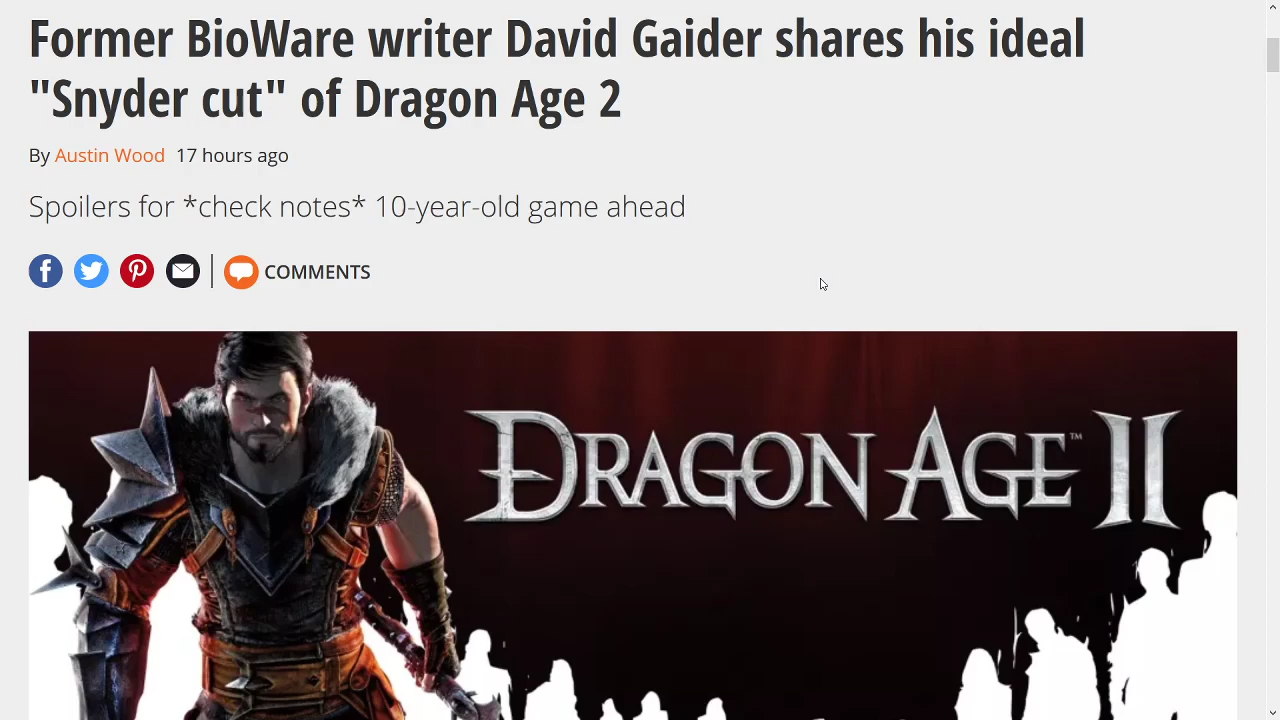 Former BioWare writer David Gaider shares his ideal
"Snyder cut" of Dragon Age 2
By Austin Wood 17 hours ago
Spoilers for *check notes* 10-year-old game ahead
COMMENTS
DRAGON AGE II™